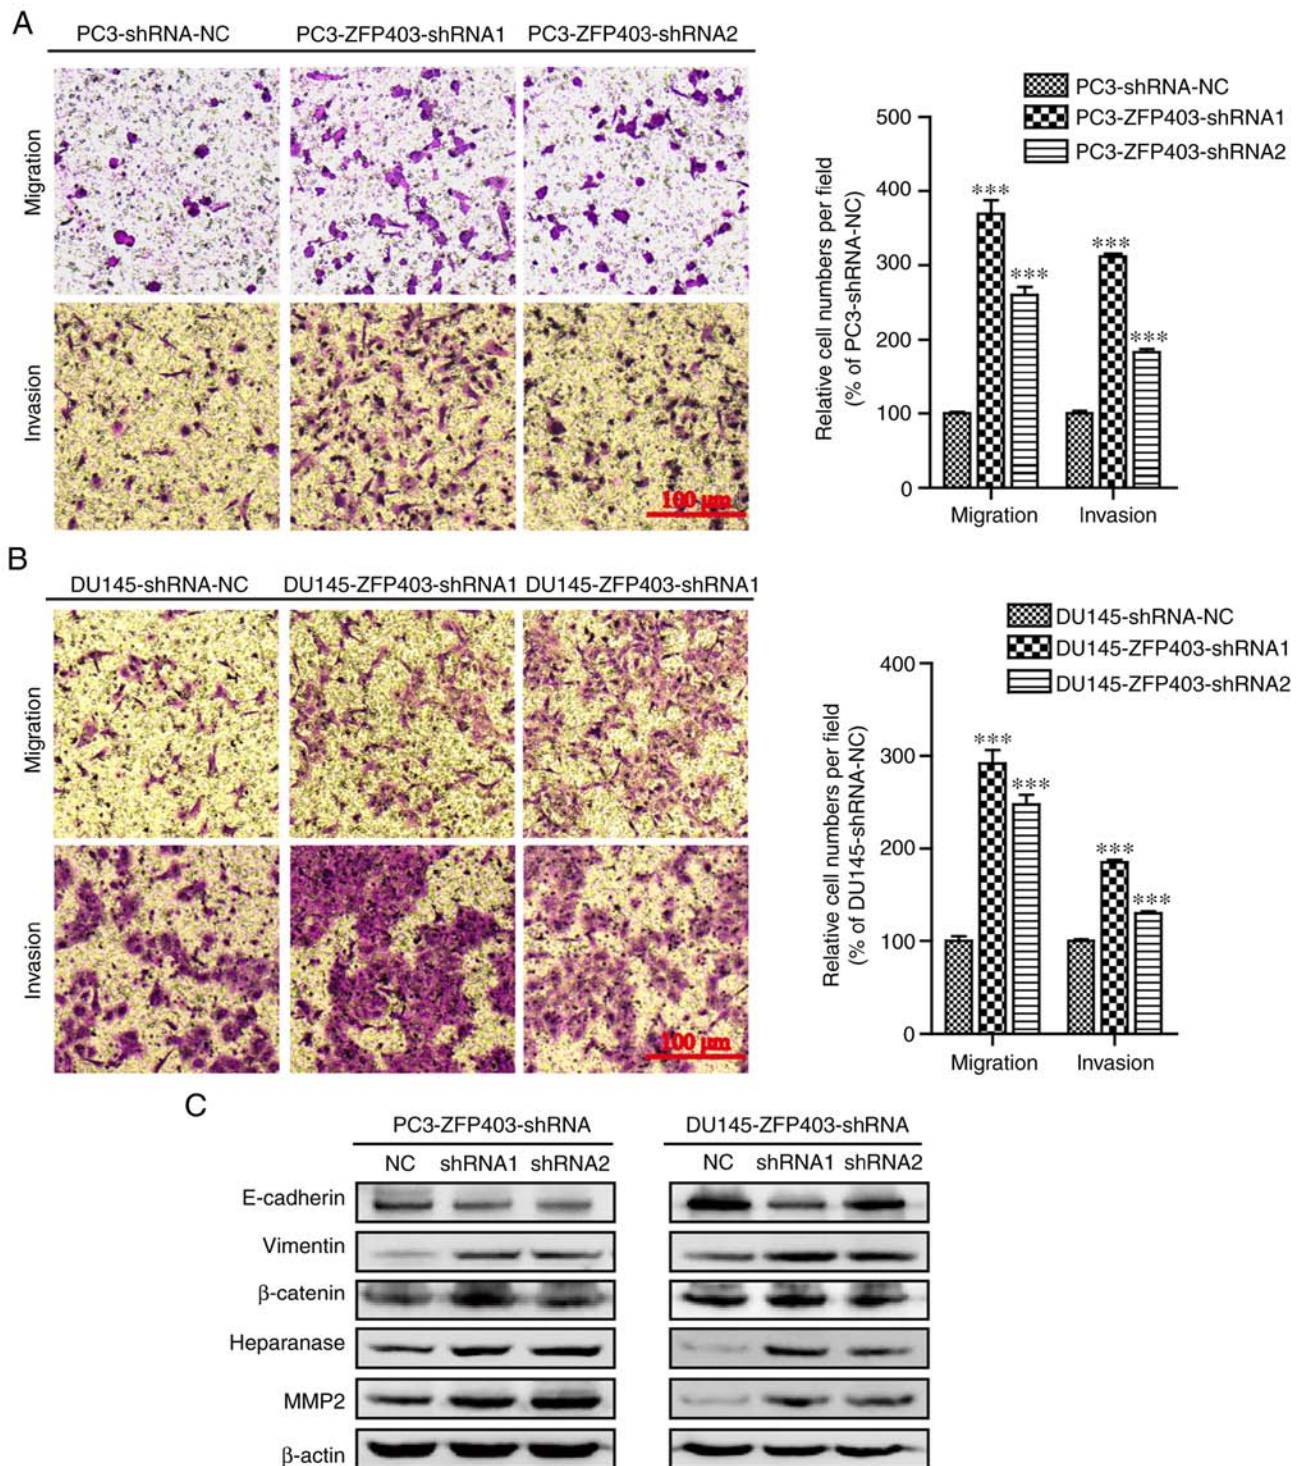 A
PC3-shRNA-NC PC3-ZFP403-shRNA1 PC3-ZFP403-shRNA2
Migration
Invasion
100 µm
PC3-shRNA-NC
PC3-ZFP403-shRNA1
PC3-ZFP403-shRNA2
Relative cell numbers per field
(% of PC3-shRNA-NC)
500
400
300
200
100
0
***
***
***
***
Migration Invasion
B
DU145-shRNA-NC DU145-ZFP403-shRNA1 DU145-ZFP403-shRNA1
Migration
Invasion
100 µm
DU145-shRNA-NC
DU145-ZFP403-shRNA1
DU145-ZFP403-shRNA2
Relative cell numbers per field
(% of DU145-shRNA-NC)
400
300
200
100
0
***
***
***
***
Migration Invasion
C
PC3-ZFP403-shRNA DU145-ZFP403-shRNA
NC shRNA1 shRNA2 NC shRNA1 shRNA2
E-cadherin
Vimentin
β-catenin
Heparanase
MMP2
β-actin